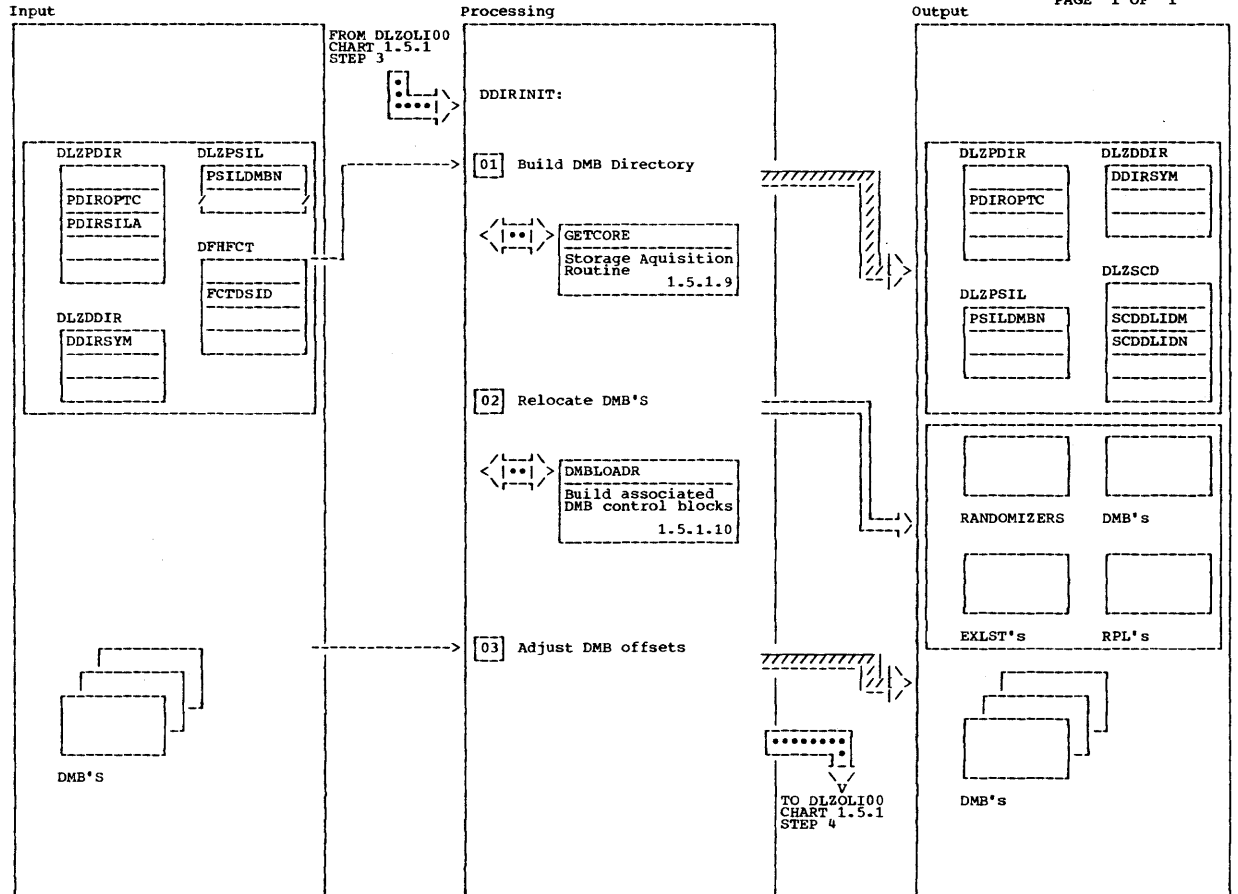 PAGE 1 OF 1
Input
Processing
Output
FROM DLZOLI00
CHART 1.5.1
STEP 3
DDIRINIT:
DLZPDIR
PDIROPTC
PDIRSILA
DLZPSIL
PSILDMBN
DFHFCT
FCTDSID
DLZDDIR
DDIRSYM
01 Build DMB Directory
GETCORE
Storage Aquisition
Routine
1.5.1.9
DLZPDIR
PDIROPTC
DLZDDIR
DDIRSYM
DLZPSIL
PSILDMBN
DLZSCD
SCDDLIDM
SCDDLIDN
02 Relocate DMB'S
DMBLOADR
Build associated
DMB control blocks
1.5.1.10
RANDOMIZERS DMB's
EXLST's RPL's
03 Adjust DMB offsets
DMB'S
TO DLZOLI00
CHART 1.5.1
STEP 4
DMB's